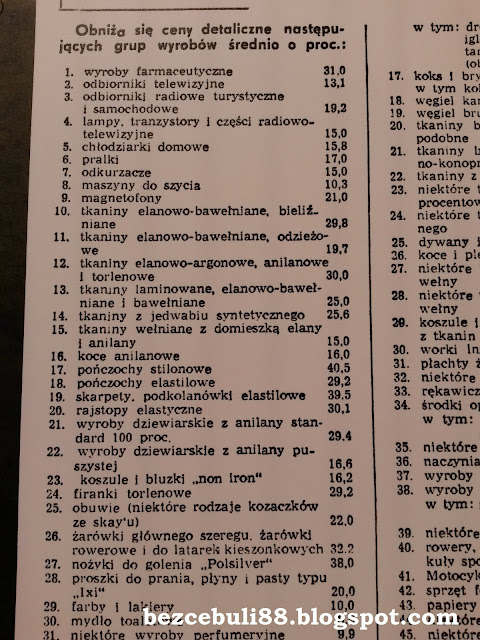 Obniża się ceny detaliczne następu-
jących grup wyrobów średnio o proc.:
1. wyroby farmaceutyczne 31,0
2. odbiorniki telewizyjne 13,1
3. odbiorniki radiowe turystyczne
i samochodowe 19,2
4. lampy, tranzystory i części radiowo-
telewizyjne 15,0
5. chłodziarki domowe 15,8
6. pralki 17,0
7. odkurzacze 15,0
8. maszyny do szycia 10,3
9. magnetofony 21,0
10. tkaniny elanowo-bawełniane, bieliź-
niane 29,8
11. tkaniny elanowo-bawełniane, odzieżo-
we 19,7
12. tkaniny elanowo-argonowe, anilanowe
i torlenowe 30,0
13. tkaniny laminowane, elanowo-baweł-
niane i bawełniane 25,0
14. tkaniny z jedwabiu syntetycznego 25,6
15. tkaniny wełniane z domieszką elany
i anilany 15,0
16. koce anilanowe 16,0
17. pończochy stilonowe 40,5
18. pończochy elastilowe 29,2
19. skarpety, podkolanówki elastilowe 39.5
20. rajstopy elastyczne 30,1
21. wyroby dziewiarskie z anilany stan-
dard 100 proc. 29.4
22. wyroby dziewiarskie z anilany pu-
szystej 16,6
23. koszule i bluzki „non iron“ 16,2
24. firanki torlenowe 29,2
25. obuwie (niektóre rodzaje kozaczków
ze skay'u) 22,0
26. żarówki głównego szeregu, żarówki
rowerowe i do latarek kieszonkowych 32.2
27. nożyki do golenia „Polsilver“ 38,0
28. proszki do prania, płyny i pasty typu
„Ixi“ 20,0
29. farby i lakiery 10,0
30. mydło toale
31. niektóre wyroby perfumeryjne 9,9
w tym:
17. koks i
w tym
18. węgiel
19. węgiel
20. tkaniny
podobne
21. tkaniny
no-konop
22. tkaniny z
23. niektóre
procentow
24. niektóre
nego
25. dywany i
26. koce i
27. niektóre
wełny
28. niektóre
wełny
29. koszule i
z tkanin
30. worki
31. płachty
32. niektóre
33. rękawic
34. środki
w tym:
35. niektóre
36. naczynia
37. wyroby
38. wyroby
w tym:
39. niektóre
40. rowery,
kuły
41. Motocyk
42. sprzęt
43. papiery
niektóre
bezcebuli88.blogspot.com